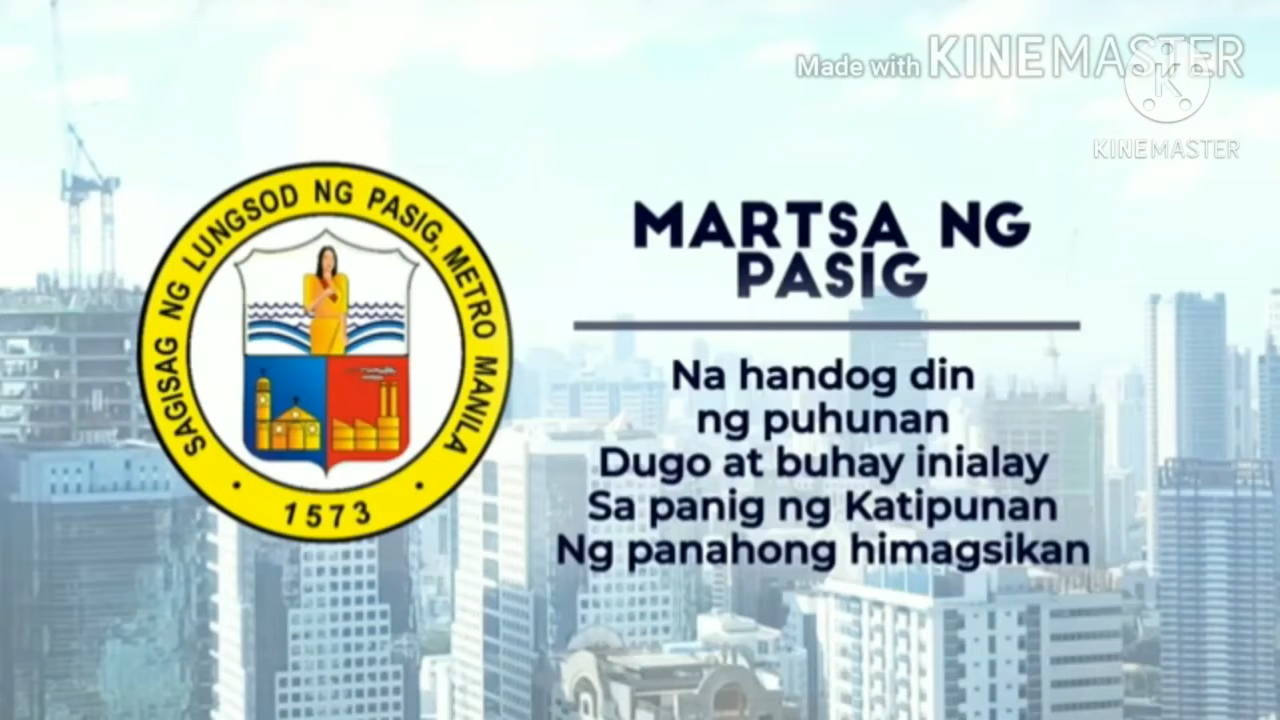 Made with KINEMASTER
K
KINEMASTER
SAGISAG NG LUNGSOD NG PASIG, METRO MANILA
1573
MARTSA NG
PASIG
Na handog din
ng puhunan
Dugo at buhay inialay
Sa panig ng Katipunan
Ng panahong himagsikan